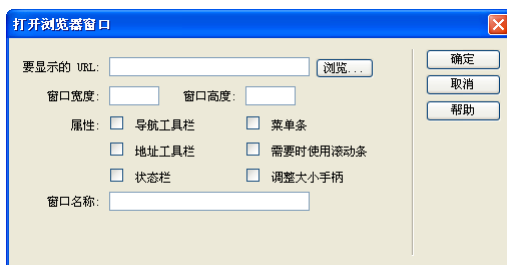 打开浏览器窗口
要显示的 URL: 浏览... 确定
取消
窗口宽度: 窗口高度: 帮助
属性: 导航工具栏 菜单条
地址工具栏 需要时使用滚动条
状态栏 调整大小手柄
窗口名称: